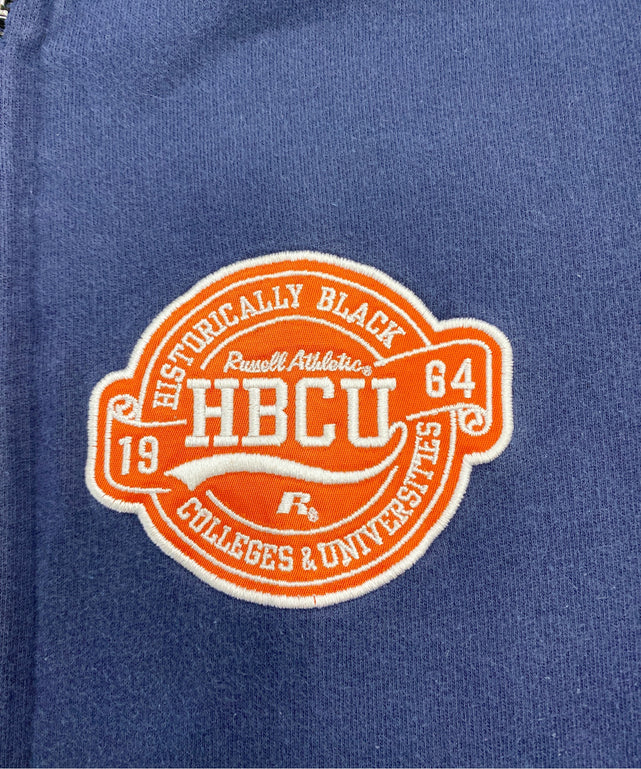 HISTORICALLY BLACK
Russell Athletic®
HBCU
19 64
R®
COLLEGES & UNIVERSITIES